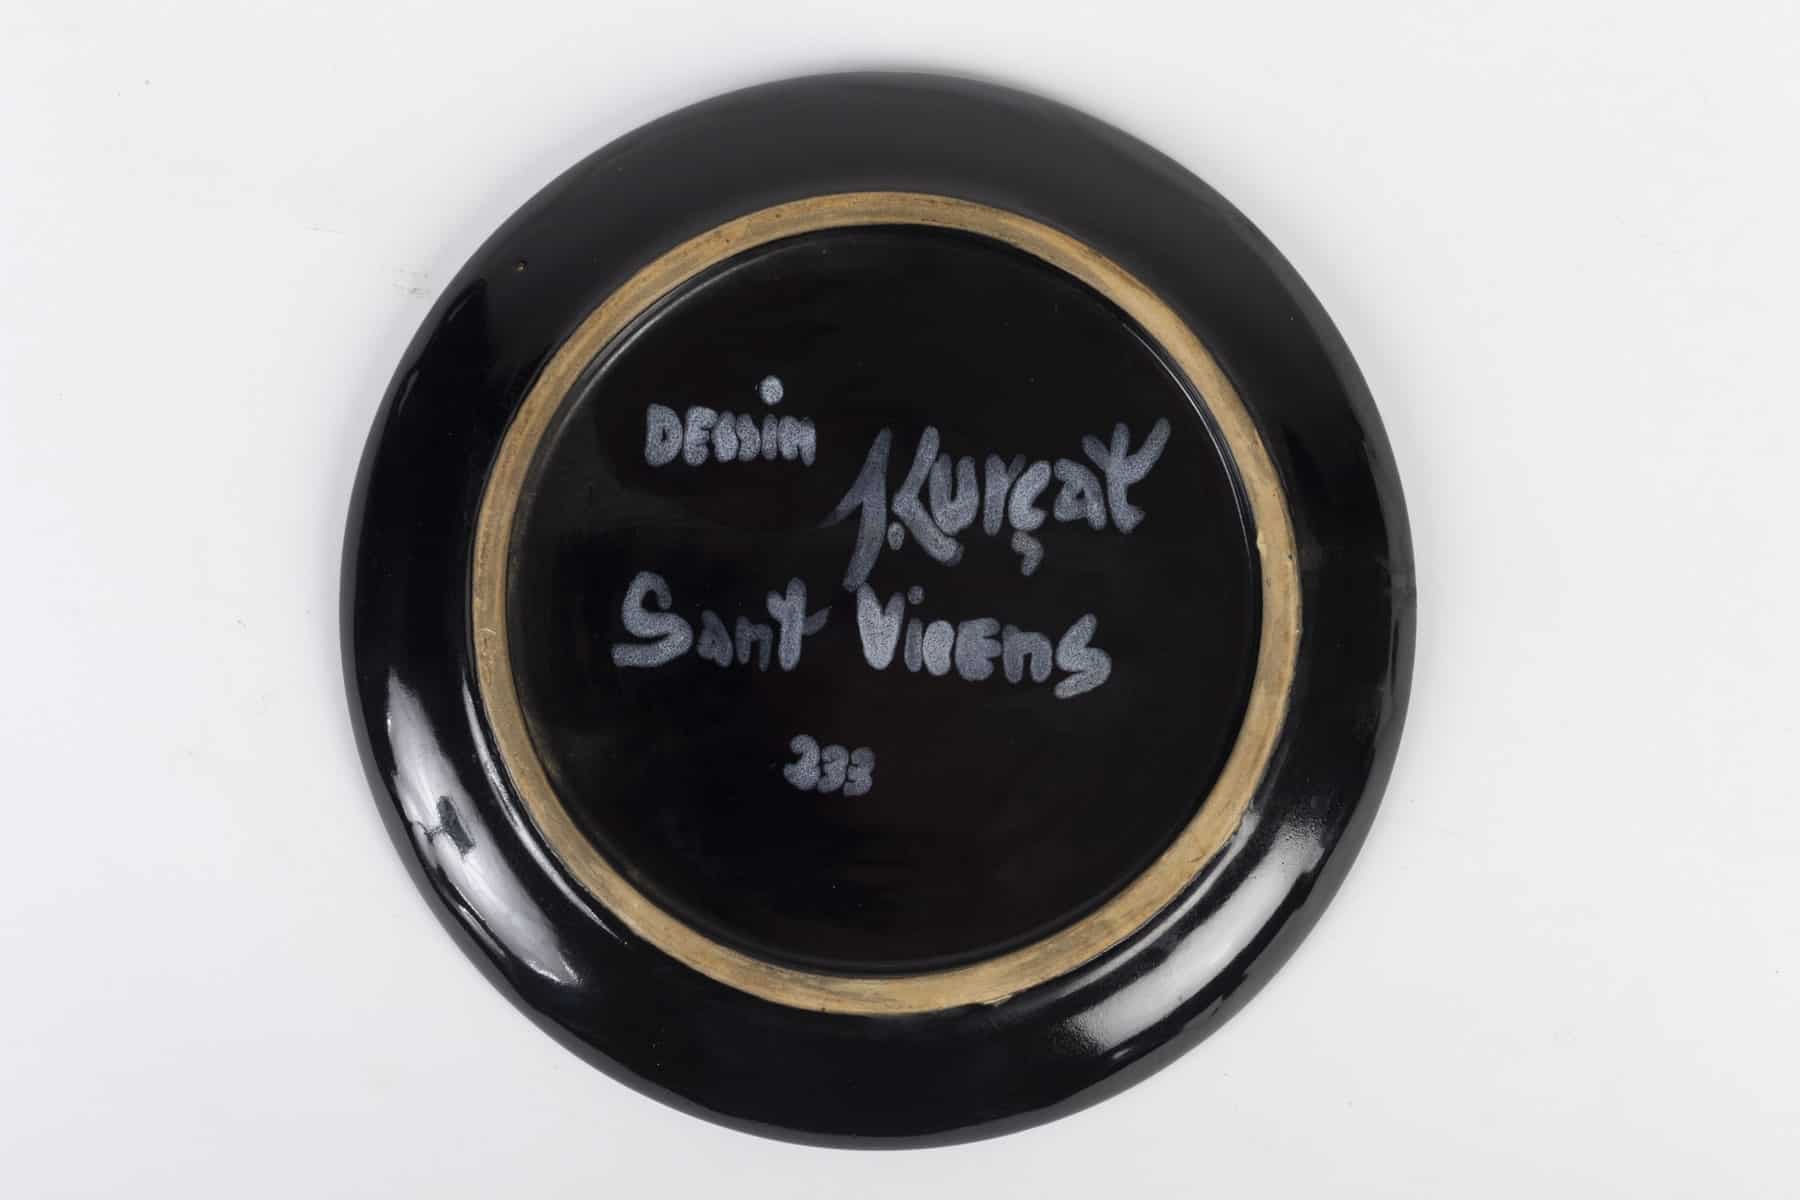 Dessin
J. Lurçat
Sant Vicens
233